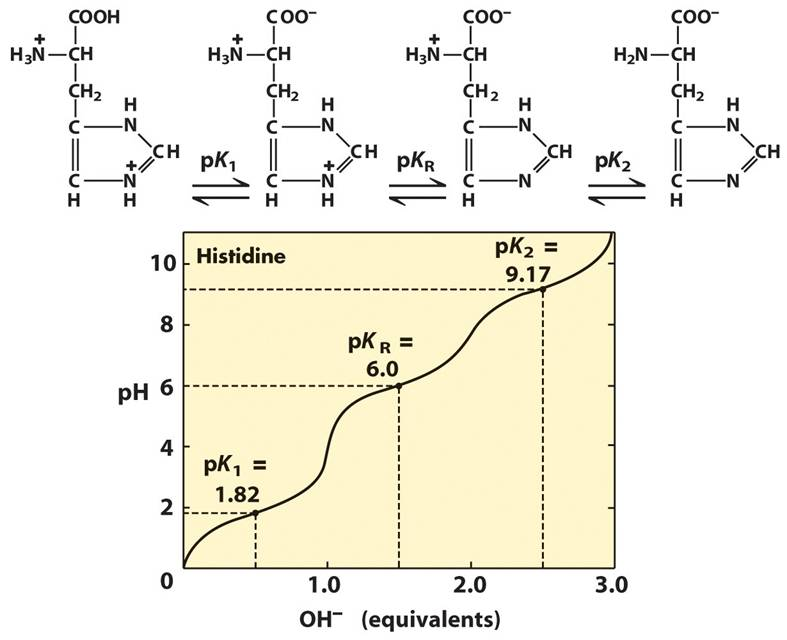 COOH COO⁻ COO⁻ COO⁻
H₃N⁺—CH H₃N⁺—CH H₃N⁺—CH H₂N—CH
CH₂ CH₂ CH₂ CH₂
H H H H
C N C N C N C N
CH CH CH CH
pK₁ pKR pK₂
C N⁺ C N⁺ C N C N
H H H H H H
Histidine
pK₂ =
9.17
pKR =
6.0
pK₁ =
1.82
10
8
pH 6
4
2
0
1.0 2.0 3.0
OH⁻ (equivalents)